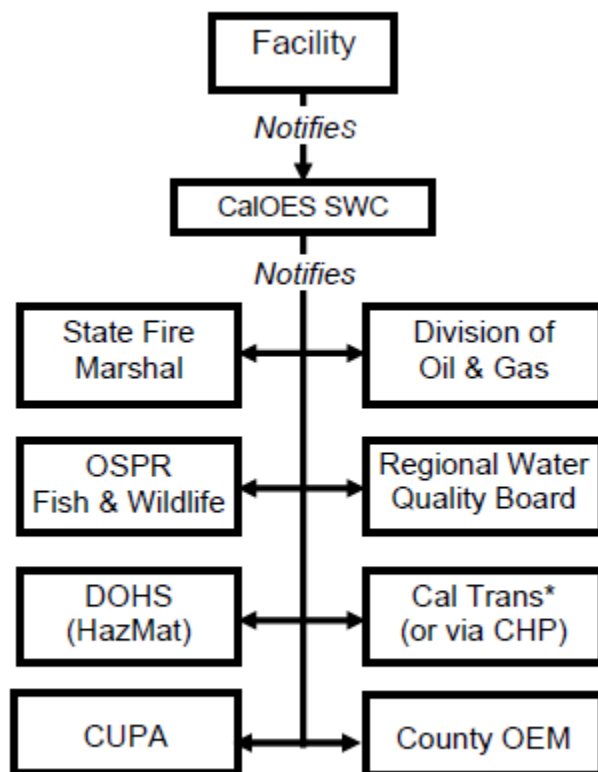 Facility
Notifies
CalOES SWC
Notifies
State Fire
Marshal
Division of
Oil & Gas
OSPR
Fish & Wildlife
Regional Water
Quality Board
DOHS
(HazMat)
Cal Trans*
(or via CHP)
CUPA
County OEM